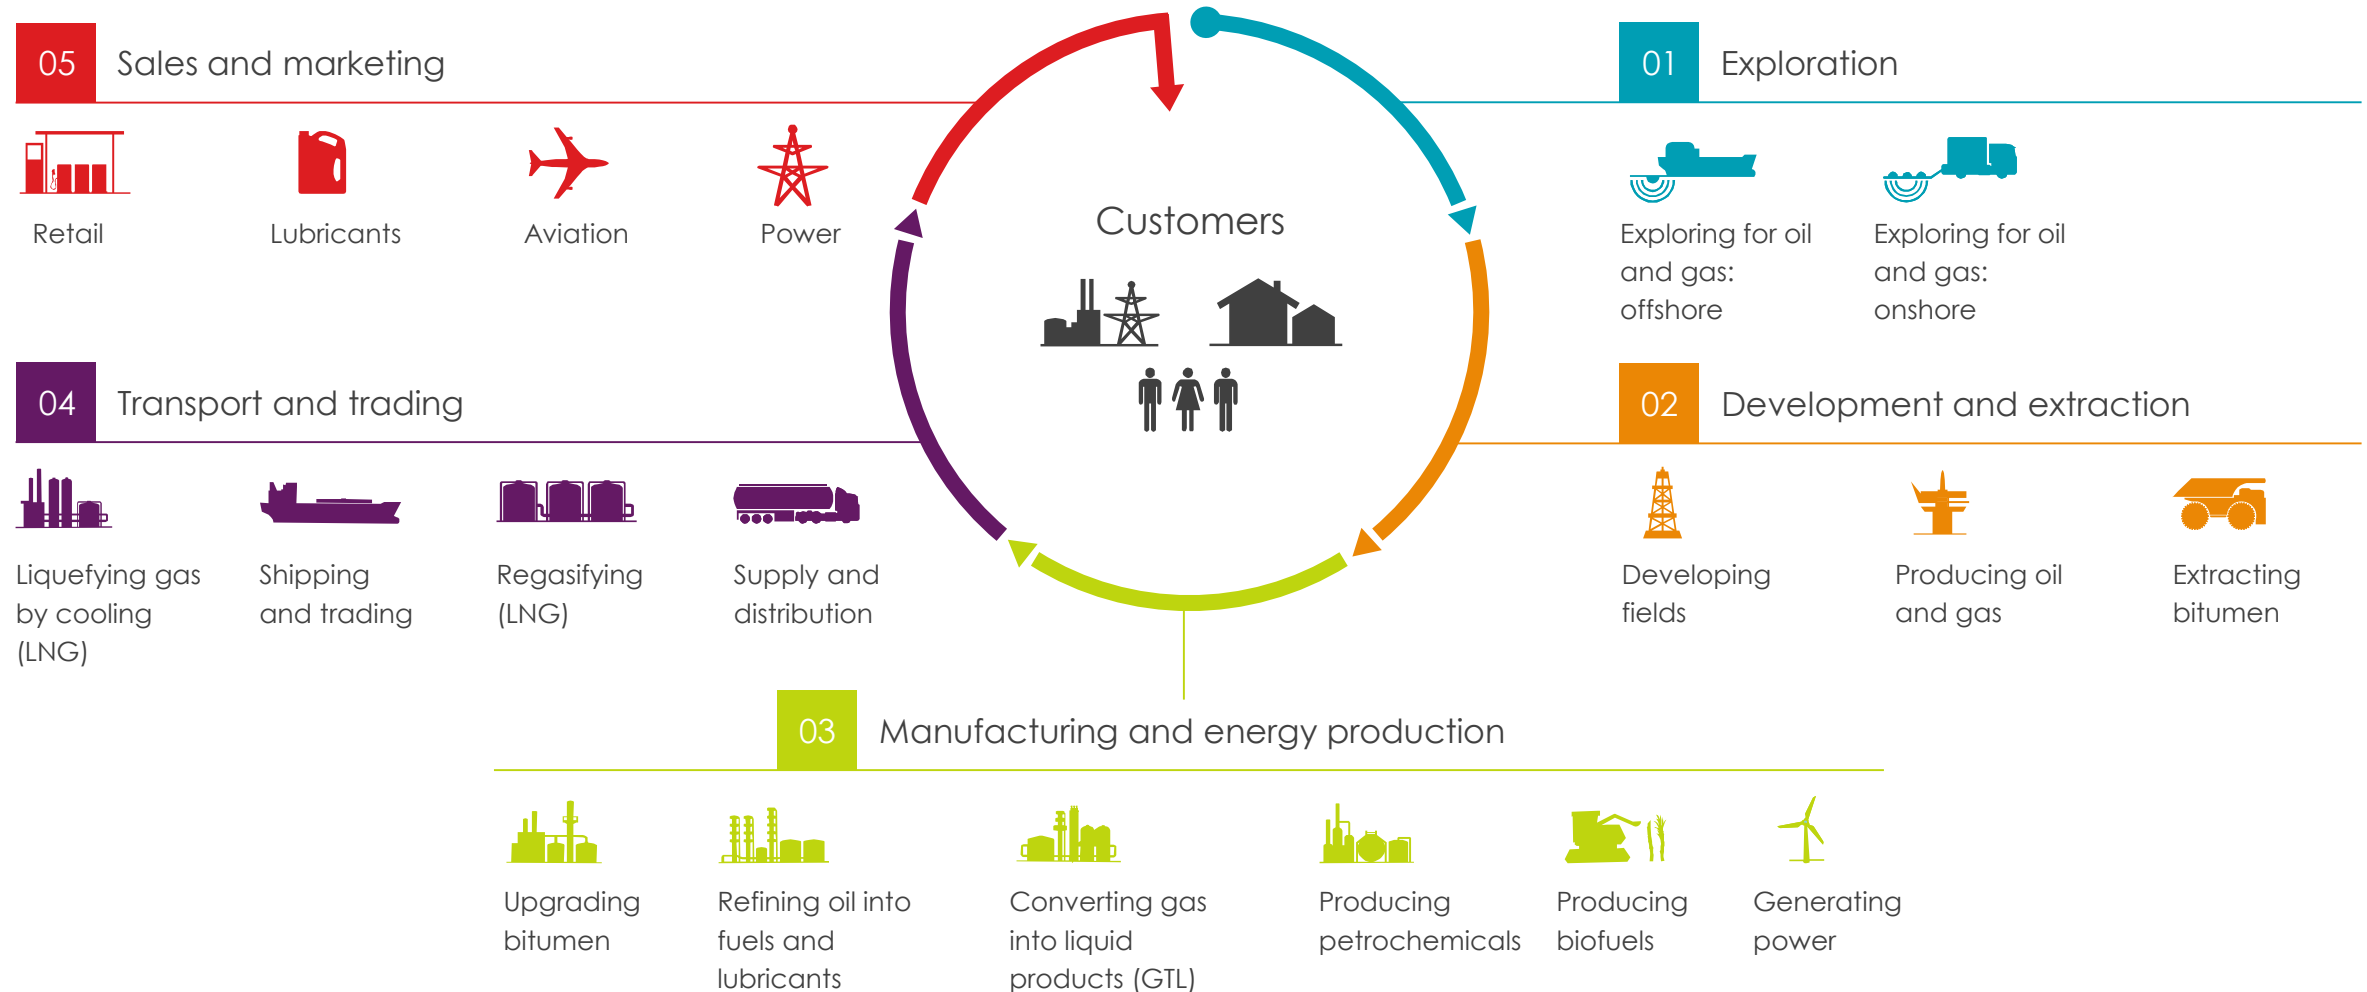 05
Sales and marketing
Retail
Lubricants
Aviation
Power
Customers
01
Exploration
Exploring for oil
and gas:
offshore
Exploring for oil
and gas:
onshore
04
Transport and trading
Liquefying gas
by cooling
(LNG)
Shipping
and trading
Regasifying
(LNG)
Supply and
distribution
02
Development and extraction
Developing
fields
Producing oil
and gas
Extracting
bitumen
03
Manufacturing and energy production
Upgrading
bitumen
Refining oil into
fuels and
lubricants
Converting gas
into liquid
products (GTL)
Producing
petrochemicals
Producing
biofuels
Generating
power